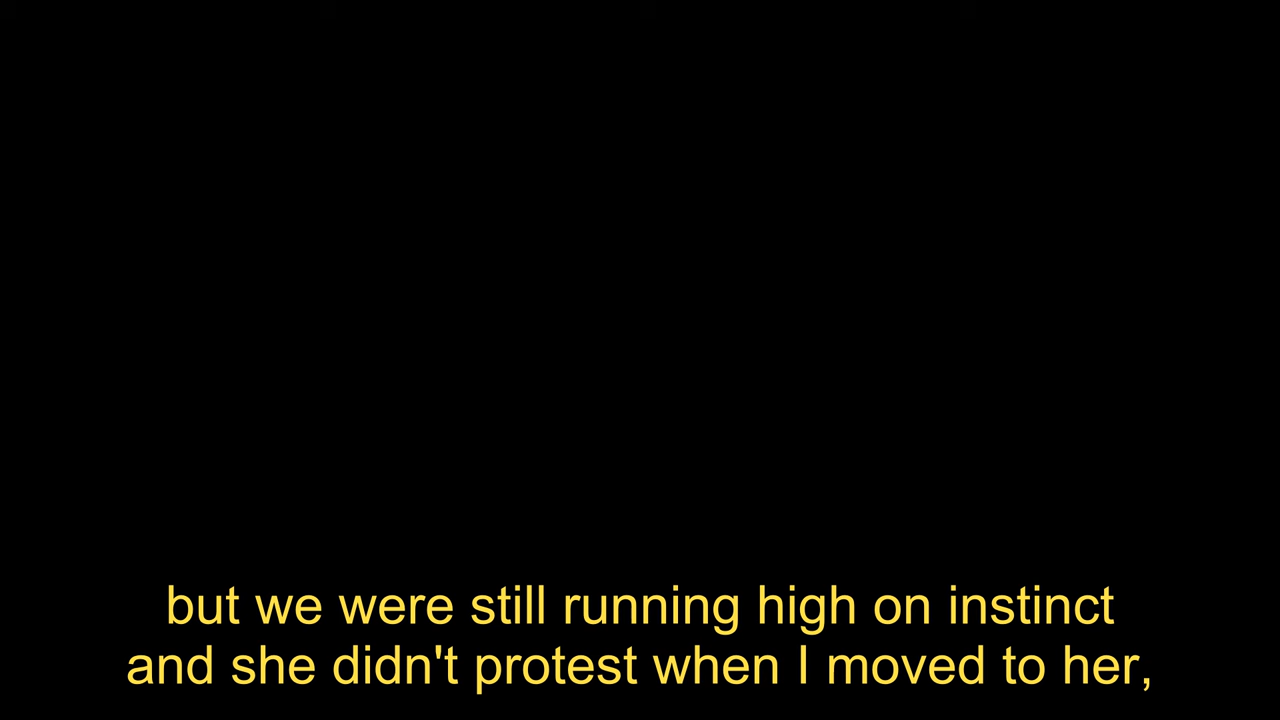 but we were still running high on instinct
and she didn't protest when I moved to her,